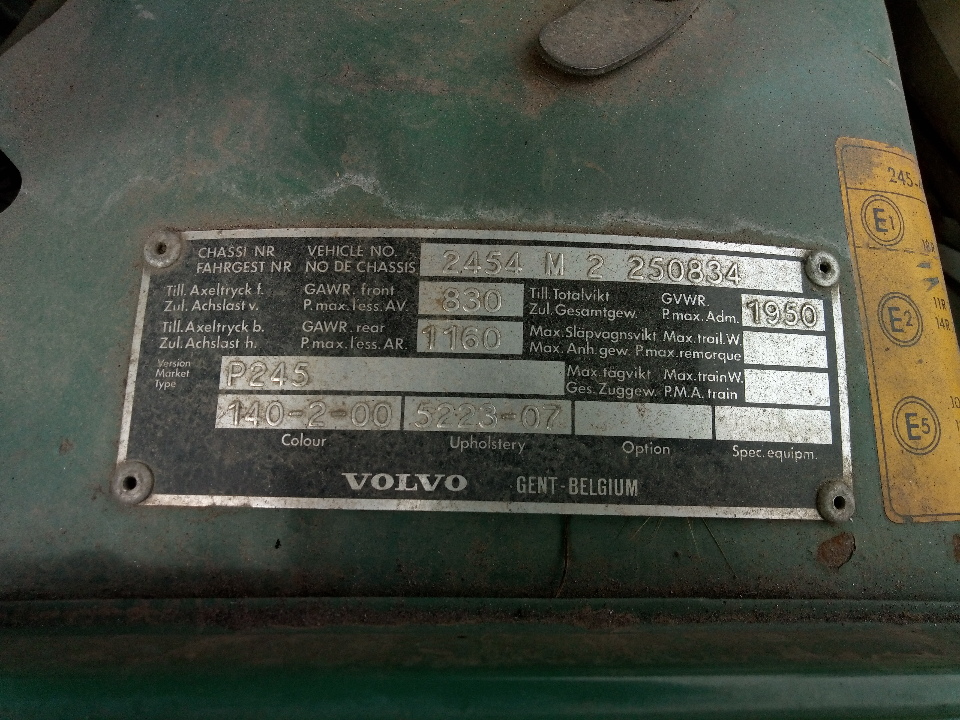 CHASSI NR VEHICLE NO. 2454 M 2 250834
FAHRGEST NR NO DE CHASSIS
Till. Axeltryck f. GAWR. front 830 Till. Totalvikt GVWR. 1950
Zul. Achslast v. P.max.l ess. AV. Zul. Gesamtgew. P.max. Adm.
Till. Axeltryck b. GAWR. rear 1160 Max. Släpvagnsvikt Max. trail. W.
Zul. Achslast h. P.max.l ess. AR. Max. Anh. gew. P.max. remorque
Version P245 Max. tågvikt Max. train W.
Market Ges. Zuggew. P.M.A. train
Type
140-2-00 5223-07
Colour Upholstery Option Spec. equipm.
VOLVO GENT-BELGIUM
245-
E1
E2
11R
14R
E5